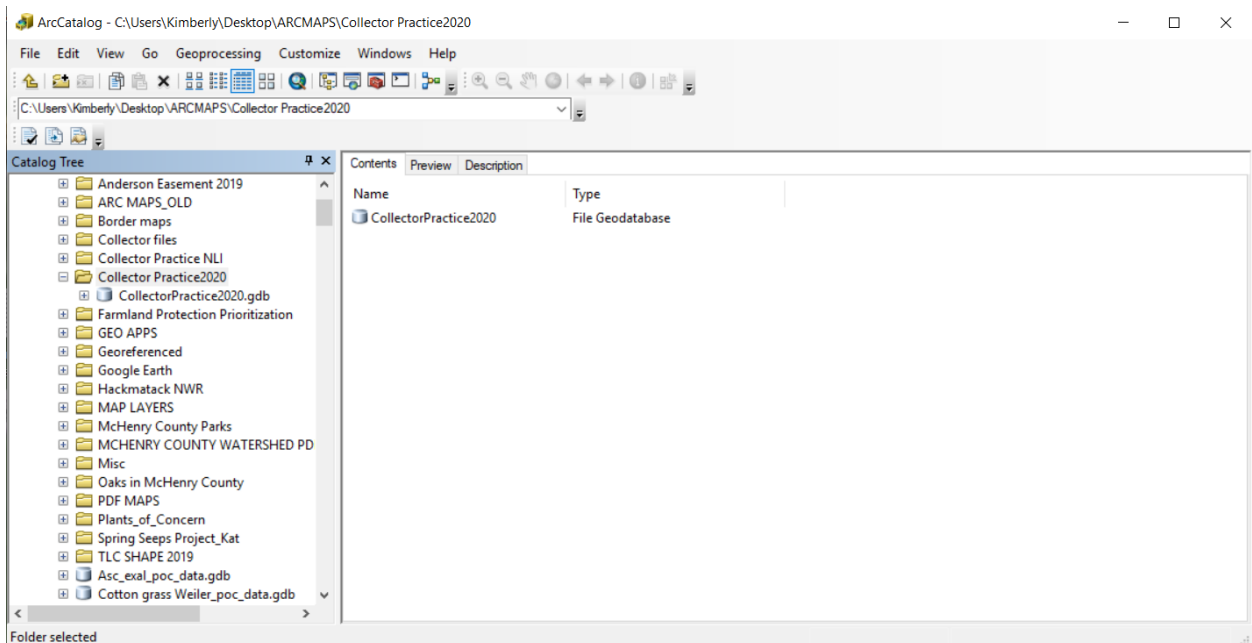 ArcCatalog - C:\Users\Kimberly\Desktop\ARCMAPS\Collector Practice2020
File Edit View Go Geoprocessing Customize Windows Help
C:\Users\Kimberly\Desktop\ARCMAPS\Collector Practice2020
Catalog Tree
Anderson Easement 2019
ARC MAPS_OLD
Border maps
Collector files
Collector Practice NLI
Collector Practice2020
CollectorPractice2020.gdb
Farmland Protection Prioritization
GEO APPS
Georeferenced
Google Earth
Hackmatack NWR
MAP LAYERS
McHenry County Parks
MCHENRY COUNTY WATERSHED PD
Misc
Oaks in McHenry County
PDF MAPS
Plants_of_Concern
Spring Seeps Project_Kat
TLC SHAPE 2019
Asc_exal_poc_data.gdb
Cotton grass Weiler_poc_data.gdb
Contents Preview Description
Name Type
CollectorPractice2020 File Geodatabase
Folder selected